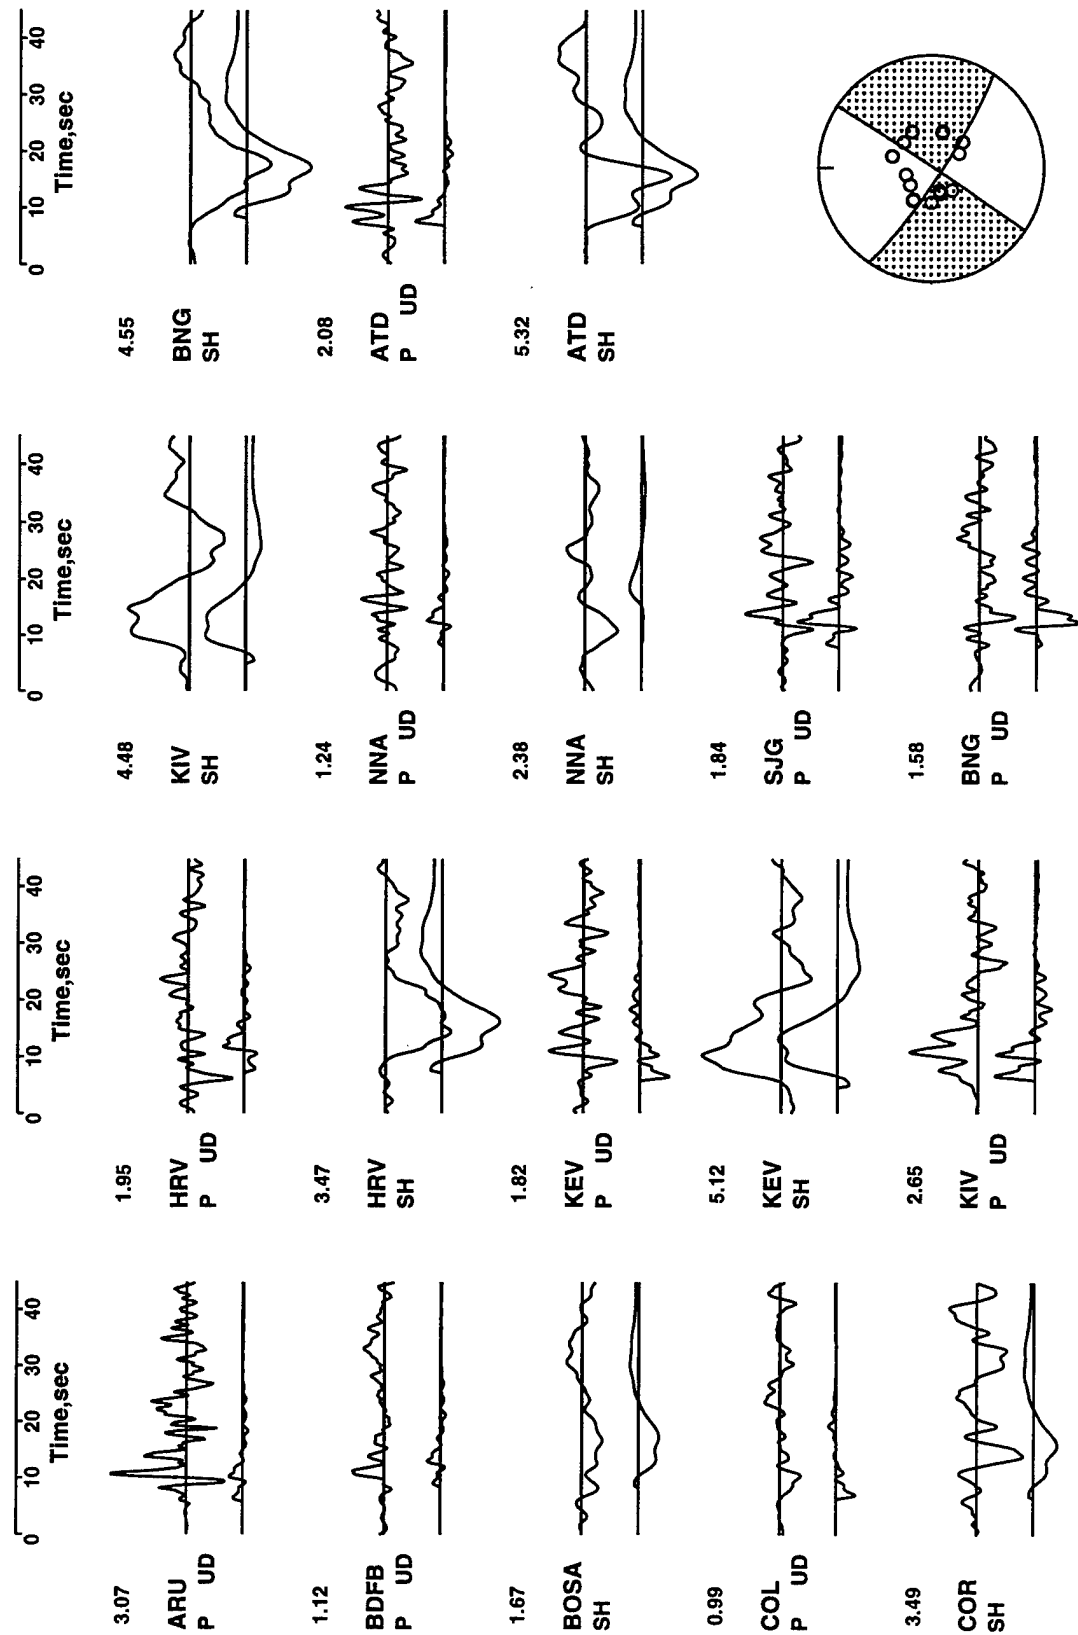 3.07
ARU
P UD
1.12
BDFB
P UD
1.67
BOSA
SH
0.99
COL
P UD
3.49
COR
SH
0 10 20 30 40
Time,sec
1.95
HRV
P UD
3.47
HRV
SH
1.82
KEV
P UD
5.12
KEV
SH
2.65
KIV
P UD
0 10 20 30 40
Time,sec
4.48
KIV
SH
1.24
NNA
P UD
2.38
NNA
SH
1.84
SJG
P UD
1.58
BNG
P UD
0 10 20 30 40
Time,sec
4.55
BNG
SH
2.08
ATD
P UD
5.32
ATD
SH
0 10 20 30 40
Time,sec